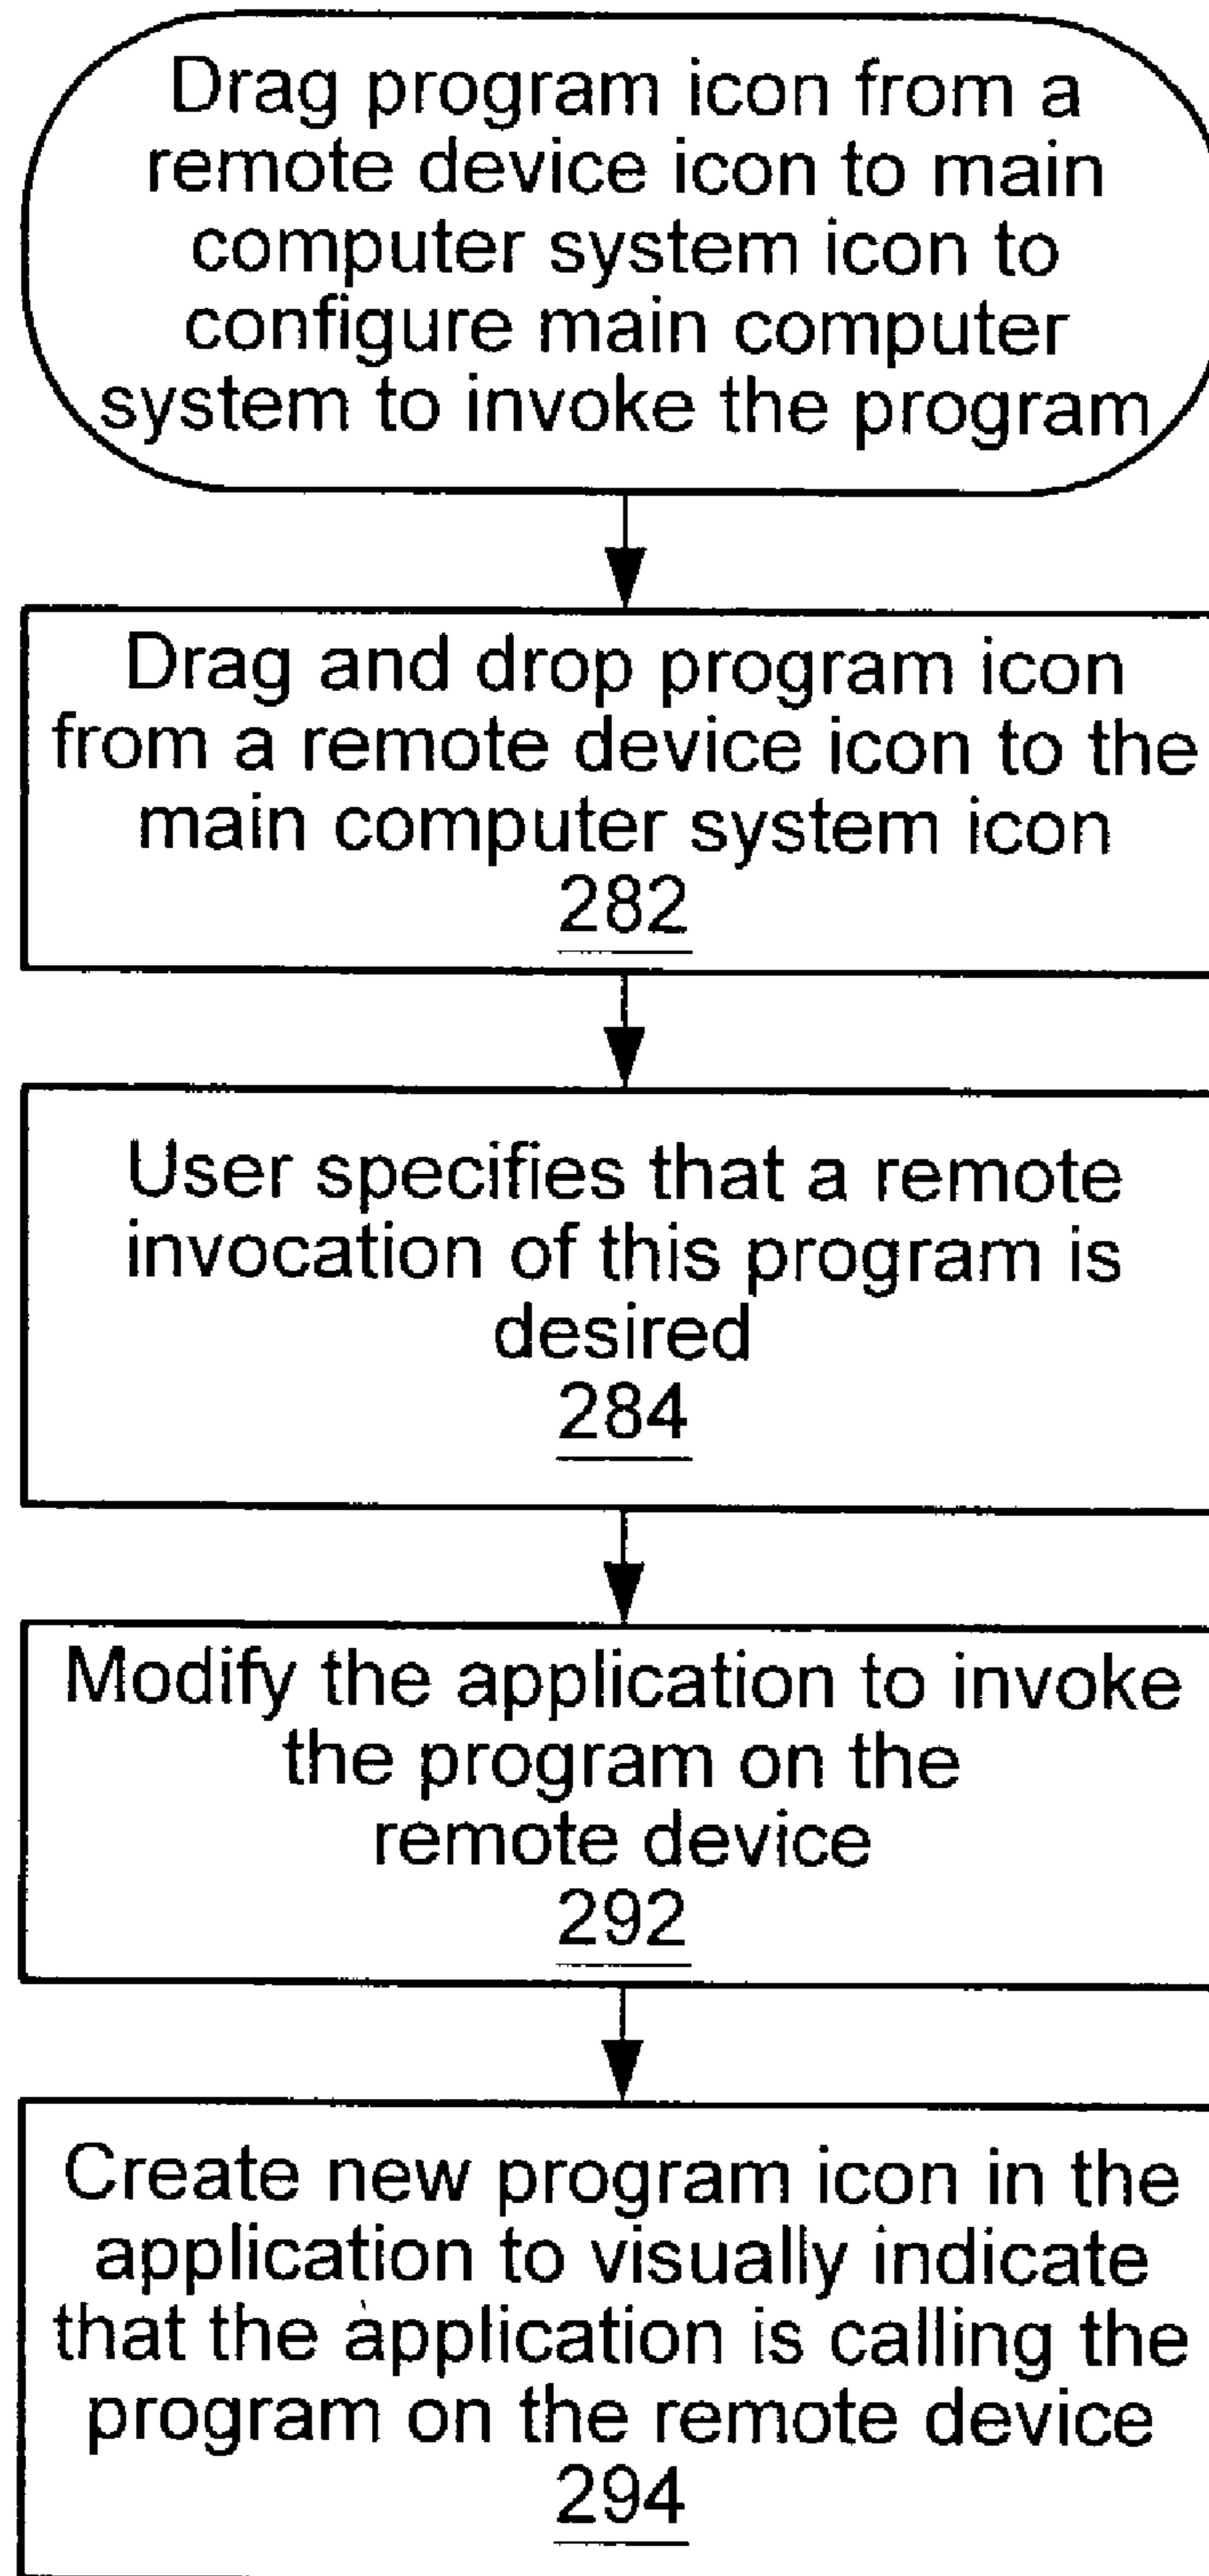 Drag program icon from a
remote device icon to main
computer system icon to
configure main computer
system to invoke the program
Drag and drop program icon
from a remote device icon to the
main computer system icon
282
User specifies that a remote
invocation of this program is
desired
284
Modify the application to invoke
the program on the
remote device
292
Create new program icon in the
application to visually indicate
that the application is calling the
program on the remote device
294